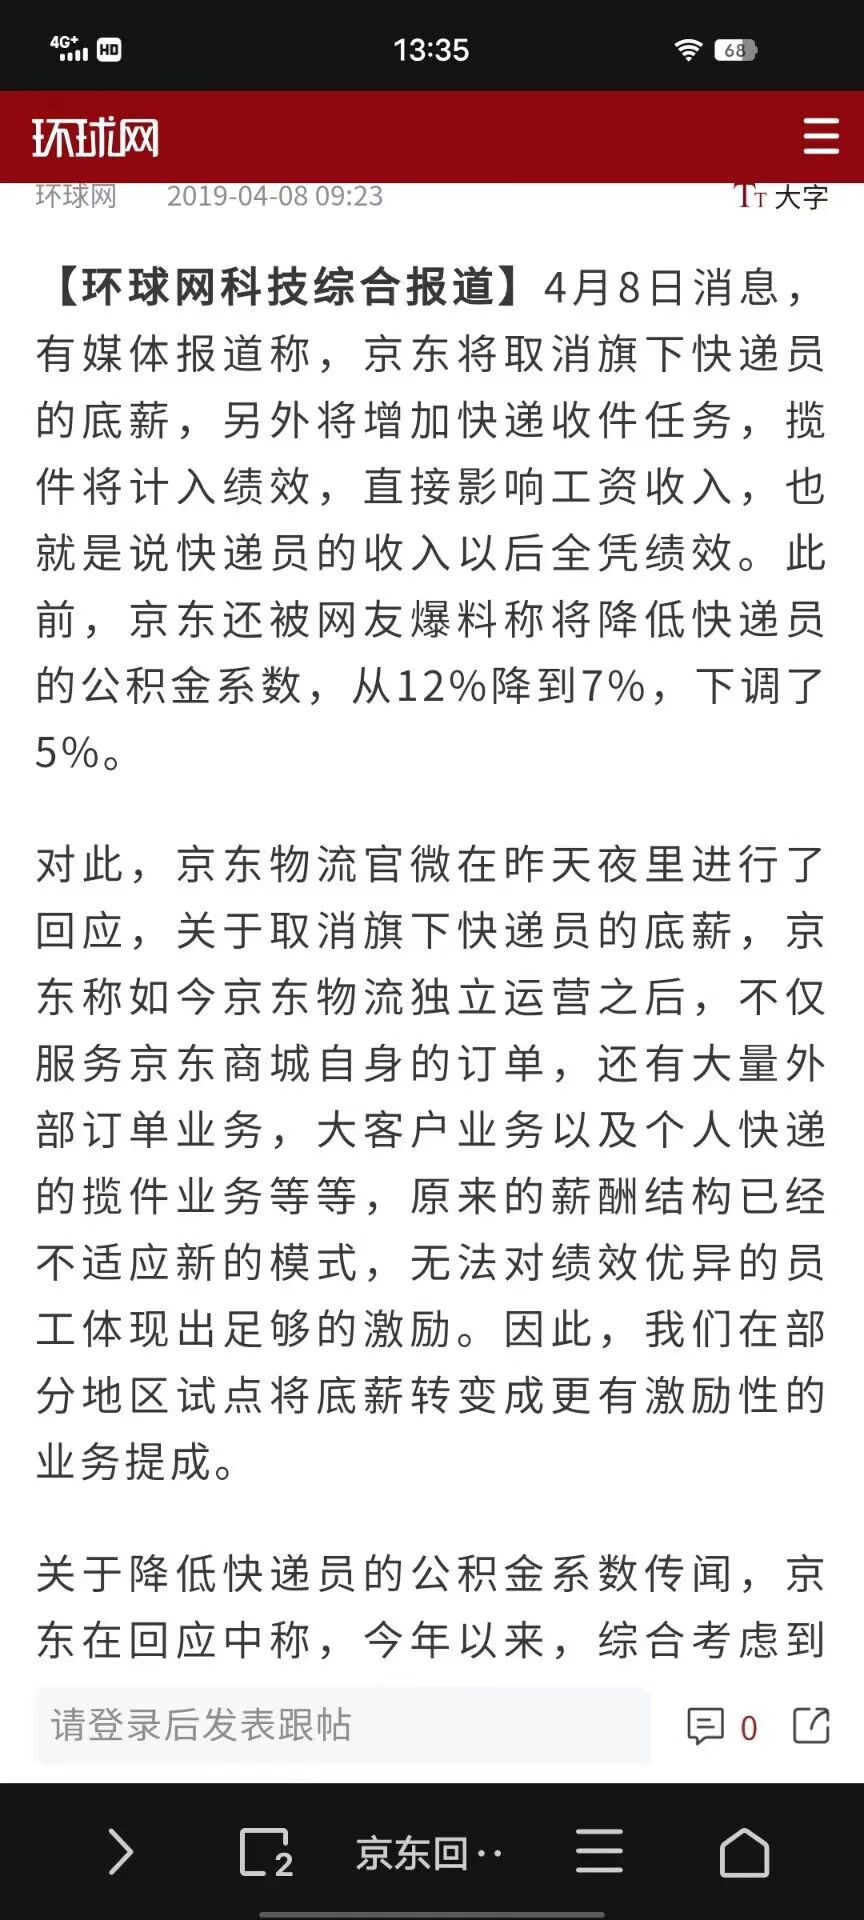 4G+ HD 13:35 68
环球网
环球网 2019-04-08 09:23 TT 大字
【环球网科技综合报道】4月8日消息，
有媒体报道称，京东将取消旗下快递员
的底薪，另外将增加快递收件任务，揽
件将计入绩效，直接影响工资收入，也
就是说快递员的收入以后全凭绩效。此
前，京东还被网友爆料称将降低快递员
的公积金系数，从12%降到7%，下调了
5%。
对此，京东物流官微在昨天夜里进行了
回应，关于取消旗下快递员的底薪，京
东称如今京东物流独立运营之后，不仅
服务京东商城自身的订单，还有大量外
部订单业务，大客户业务以及个人快递
的揽件业务等等，原来的薪酬结构已经
不适应新的模式，无法对绩效优异的员
工体现出足够的激励。因此，我们在部
分地区试点将底薪转变成更有激励性的
业务提成。
关于降低快递员的公积金系数传闻，京
东在回应中称，今年以来，综合考虑到
请登录后发表跟帖 0
2 京东回··